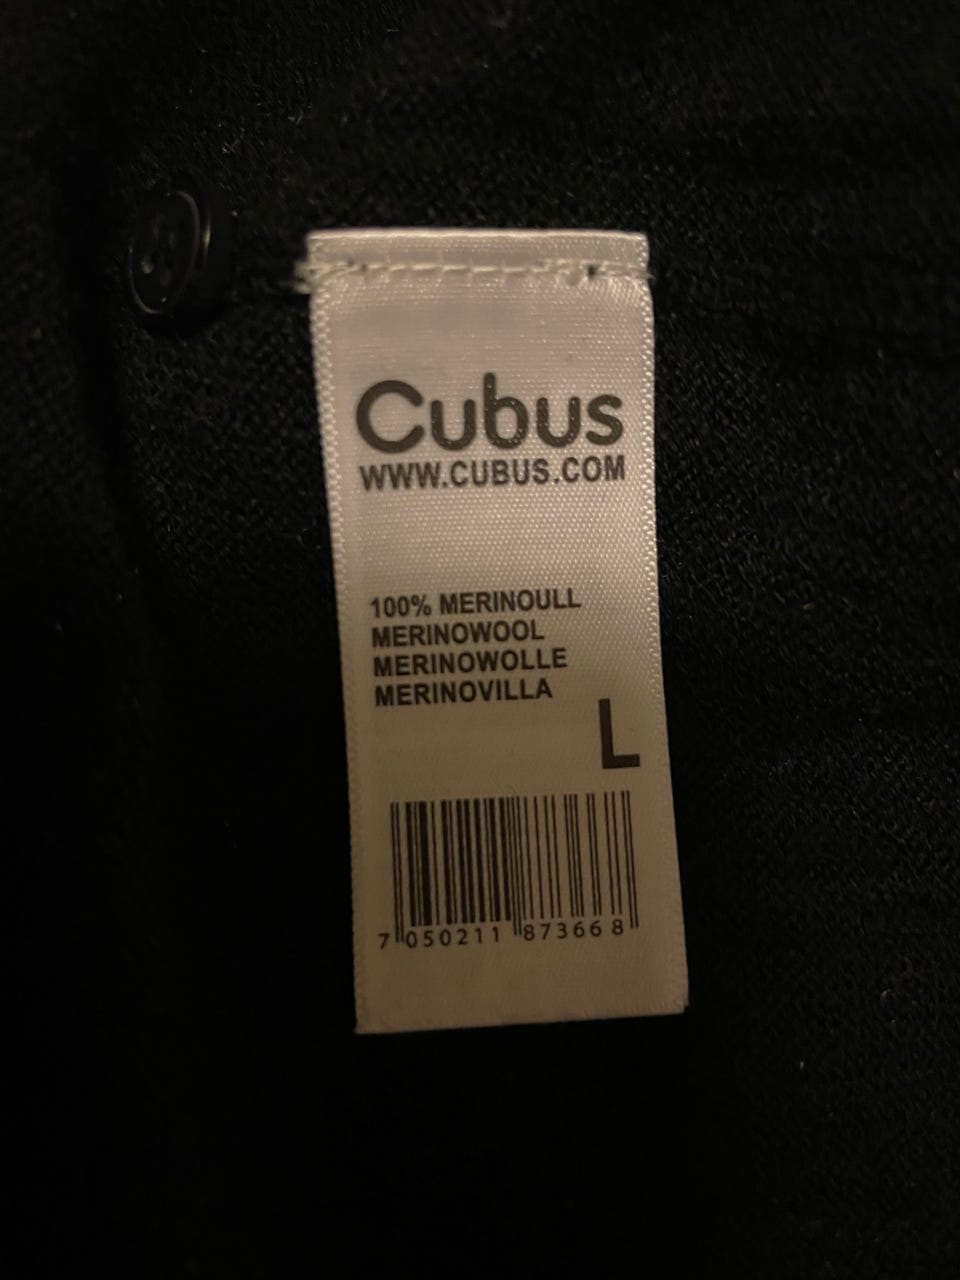 Cubus
WWW.CUBUS.COM
100% MERINOULL
MERINOWOOL
MERINOWOLLE
MERINOVILLA
L
7 050211 873668